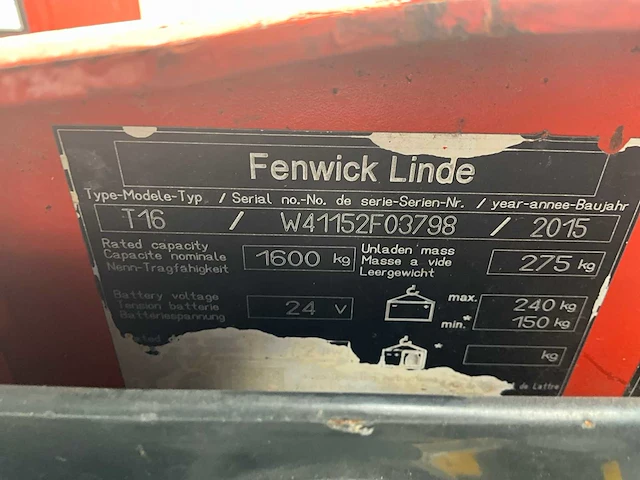 Fenwick Linde
Type-Modele-Typ / Serial no.-No. de serie-Serien-Nr. / year-annee-Baujahr
T16 / W41152F03798 / 2015
Rated capacity
Capacite nominale
Nenn-Tragfähigkeit
1600 kg
Unladen mass
Masse a vide
Leergewicht
275 kg
Battery voltage
Tension batterie
Batteriespannung
24 V
max. 240 kg
min.* 150 kg
*
kg
de Lattre